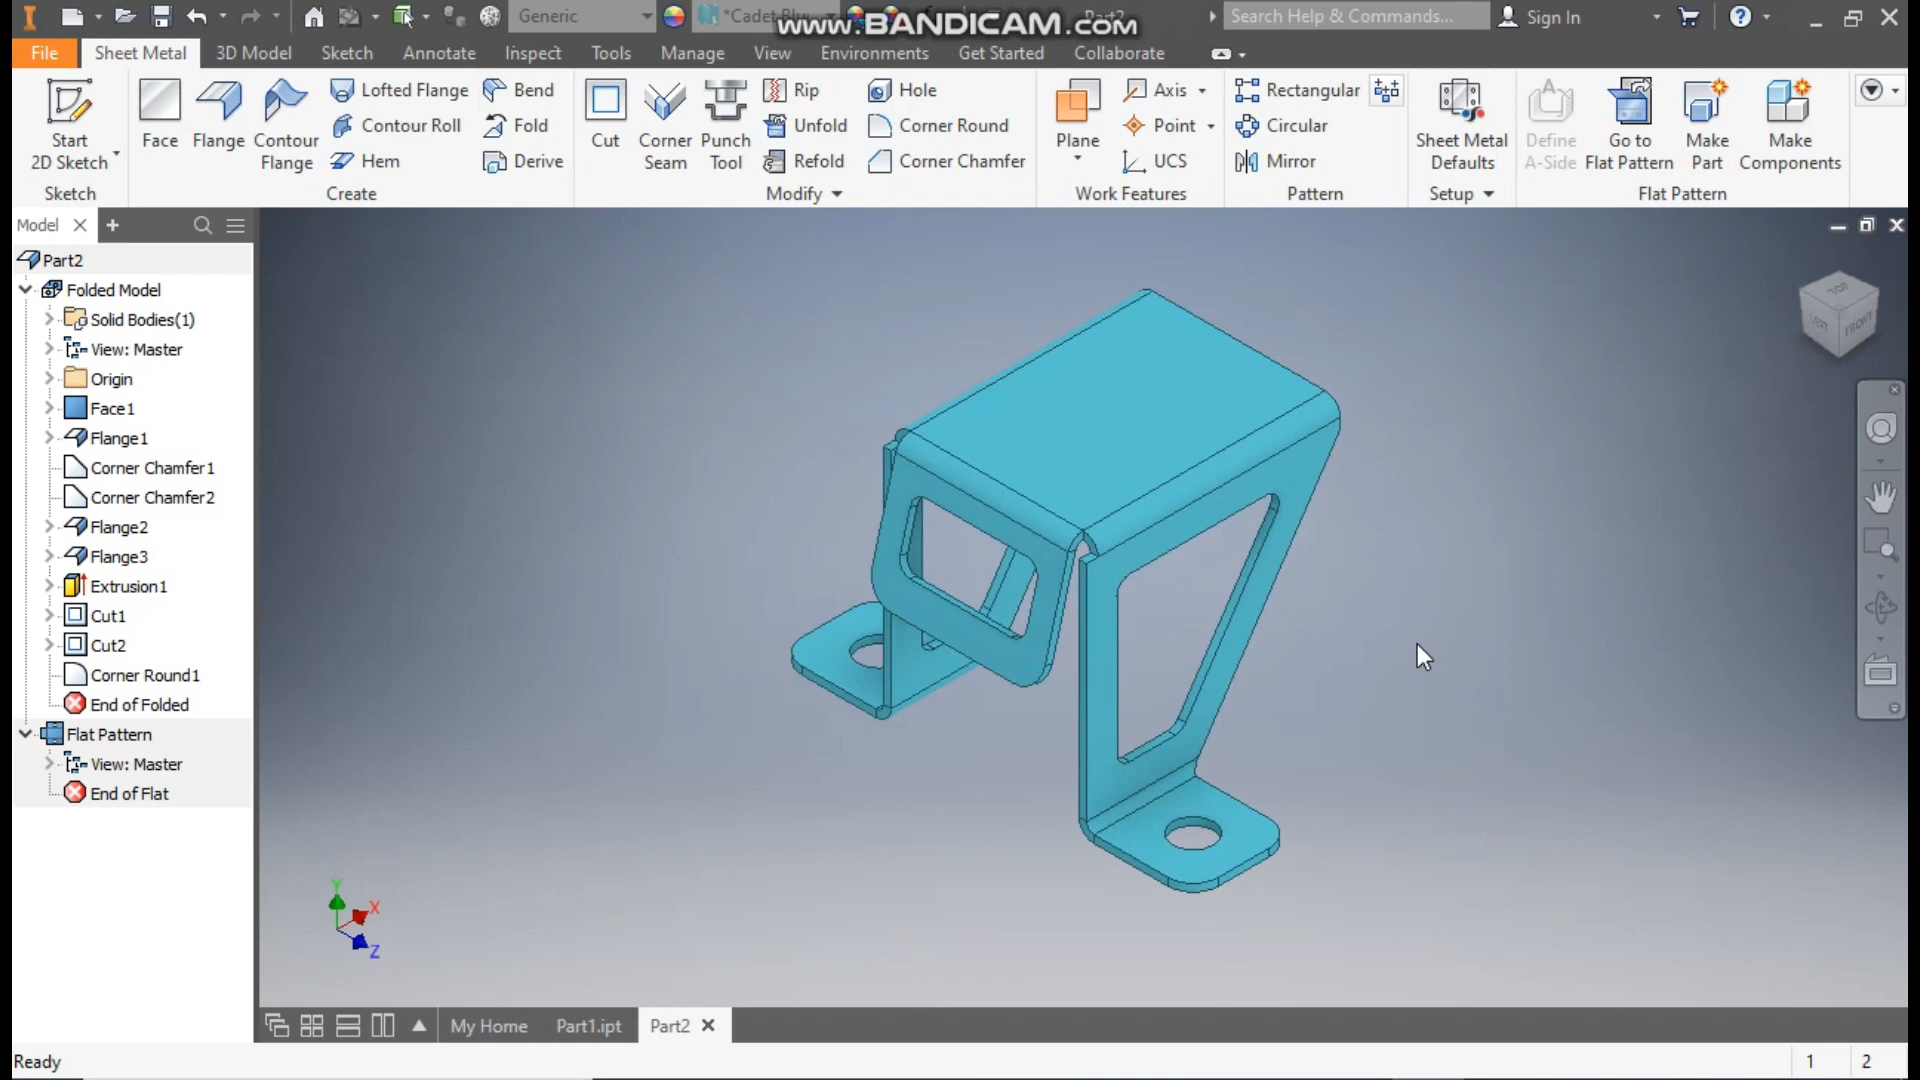 Generic
*Cadet Blu
www.BANDICAM.com
Part2
Search Help & Commands...
Sign In
File
Sheet Metal
3D Model
Sketch
Annotate
Inspect
Tools
Manage
View
Environments
Get Started
Collaborate
Start
2D Sketch
Face
Flange
Contour
Flange
Lofted Flange
Contour Roll
Hem
Bend
Fold
Derive
Cut
Corner
Seam
Punch
Tool
Rip
Unfold
Refold
Hole
Corner Round
Corner Chamfer
Plane
Axis
Point
UCS
Rectangular
Circular
Mirror
Sheet Metal
Defaults
Define
A-Side
Go to
Flat Pattern
Make
Part
Make
Components
Sketch
Create
Modify
Work Features
Pattern
Setup
Flat Pattern
Model
Part2
Folded Model
Solid Bodies(1)
View: Master
Origin
Face1
Flange1
Corner Chamfer1
Corner Chamfer2
Flange2
Flange3
Extrusion1
Cut1
Cut2
Corner Round1
End of Folded
Flat Pattern
View: Master
End of Flat
TOP
LEFT
FRONT
Y
X
Z
My Home
Part1.ipt
Part2
Ready
1
2